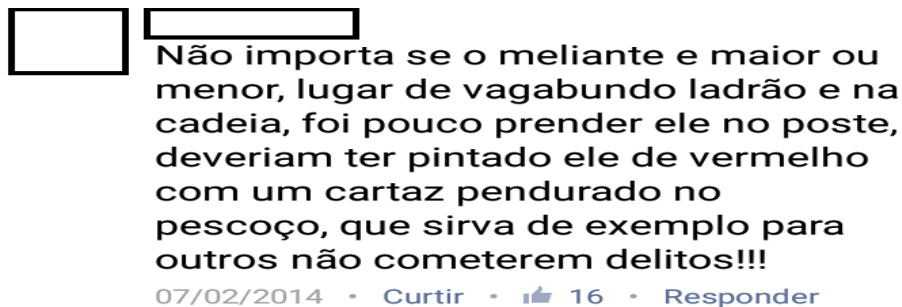 Não importa se o meliante e maior ou
menor, lugar de vagabundo ladrão e na
cadeia, foi pouco prender ele no poste,
deveriam ter pintado ele de vermelho
com um cartaz pendurado no
pescoço, que sirva de exemplo para
outros não cometerem delitos!!!
07/02/2014 • Curtir • 16 • Responder